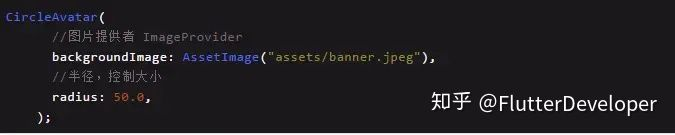 CircleAvatar(
//图片提供者 ImageProvider
backgroundImage: AssetImage("assets/banner.jpeg"),
//半径，控制大小
radius: 50.0,
);
知乎 @FlutterDeveloper